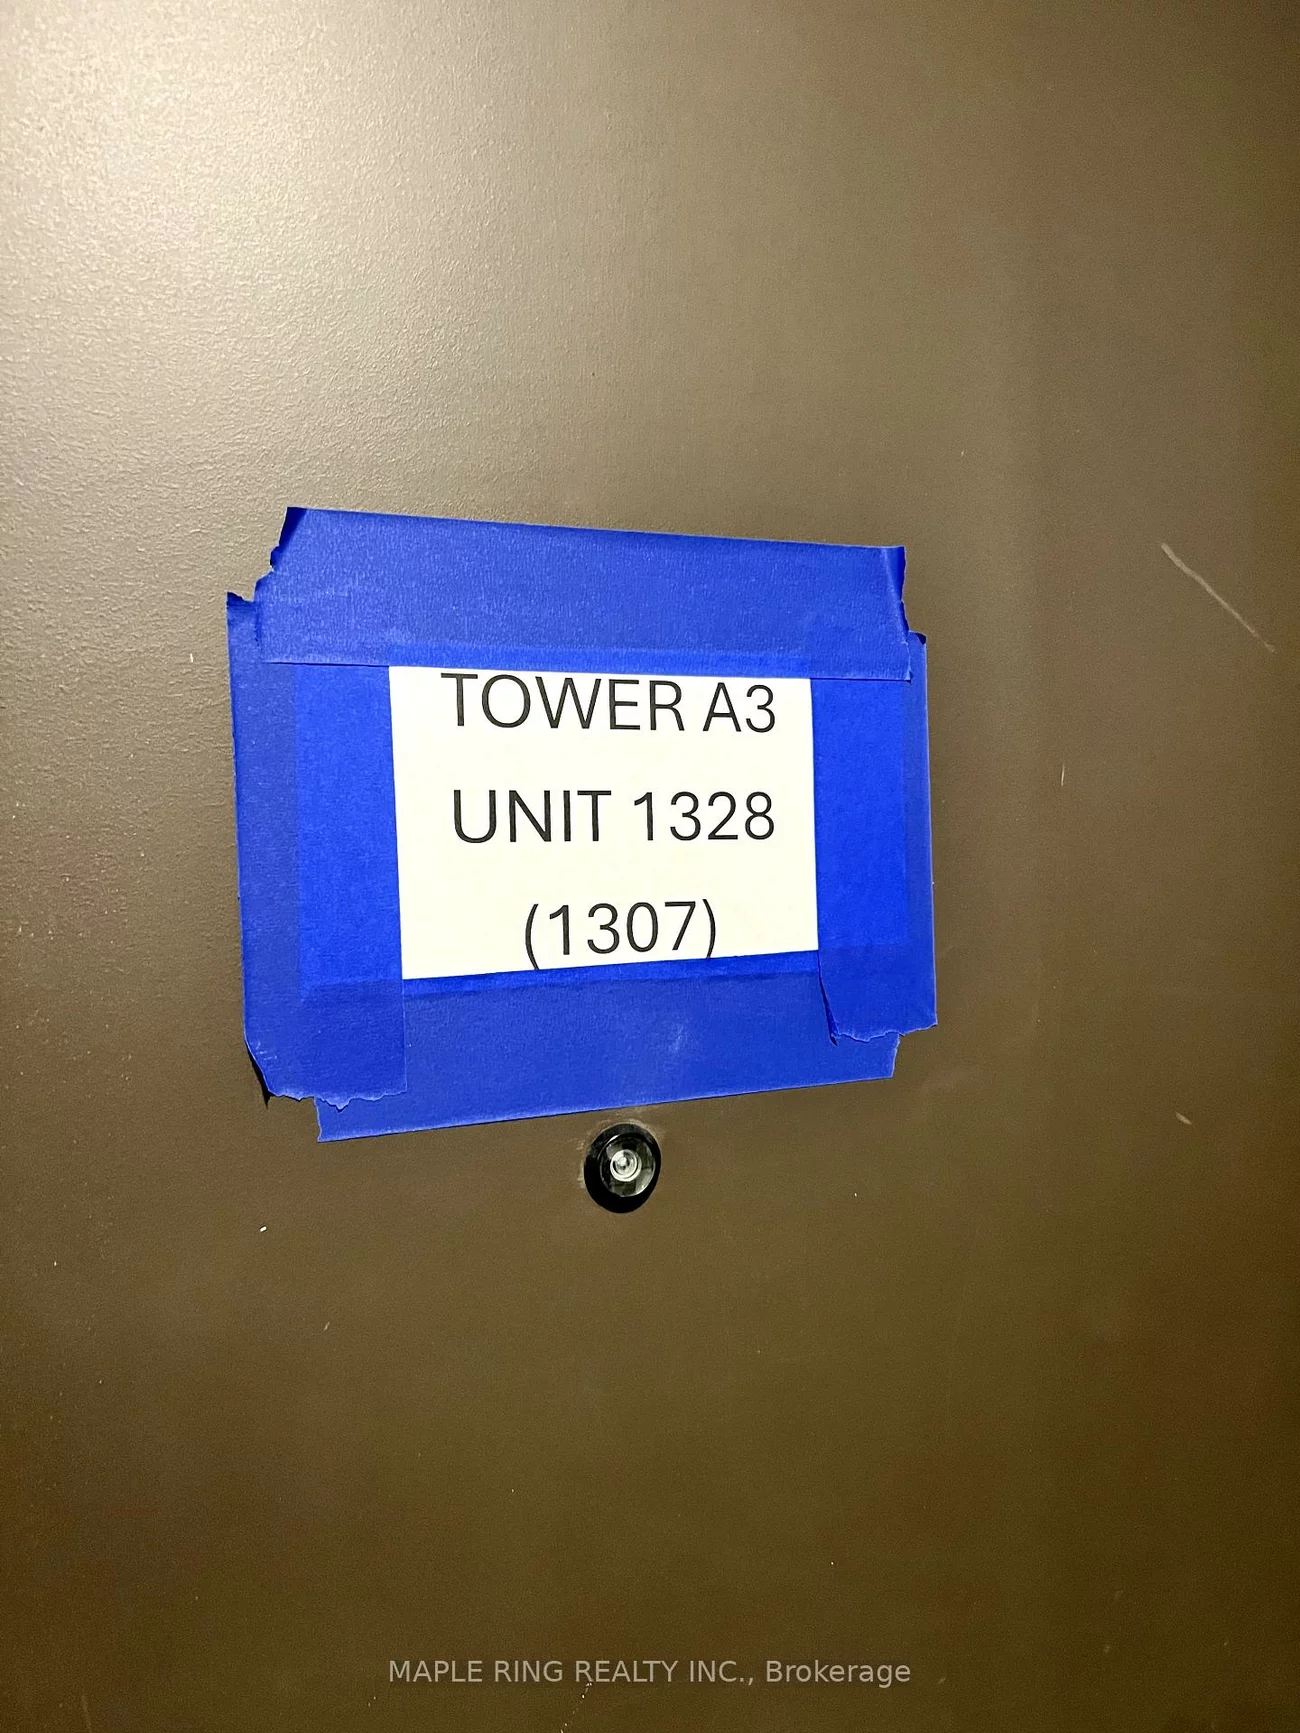 TOWER A3
UNIT 1328
(1307)
MAPLE RING REALTY INC., Brokerage